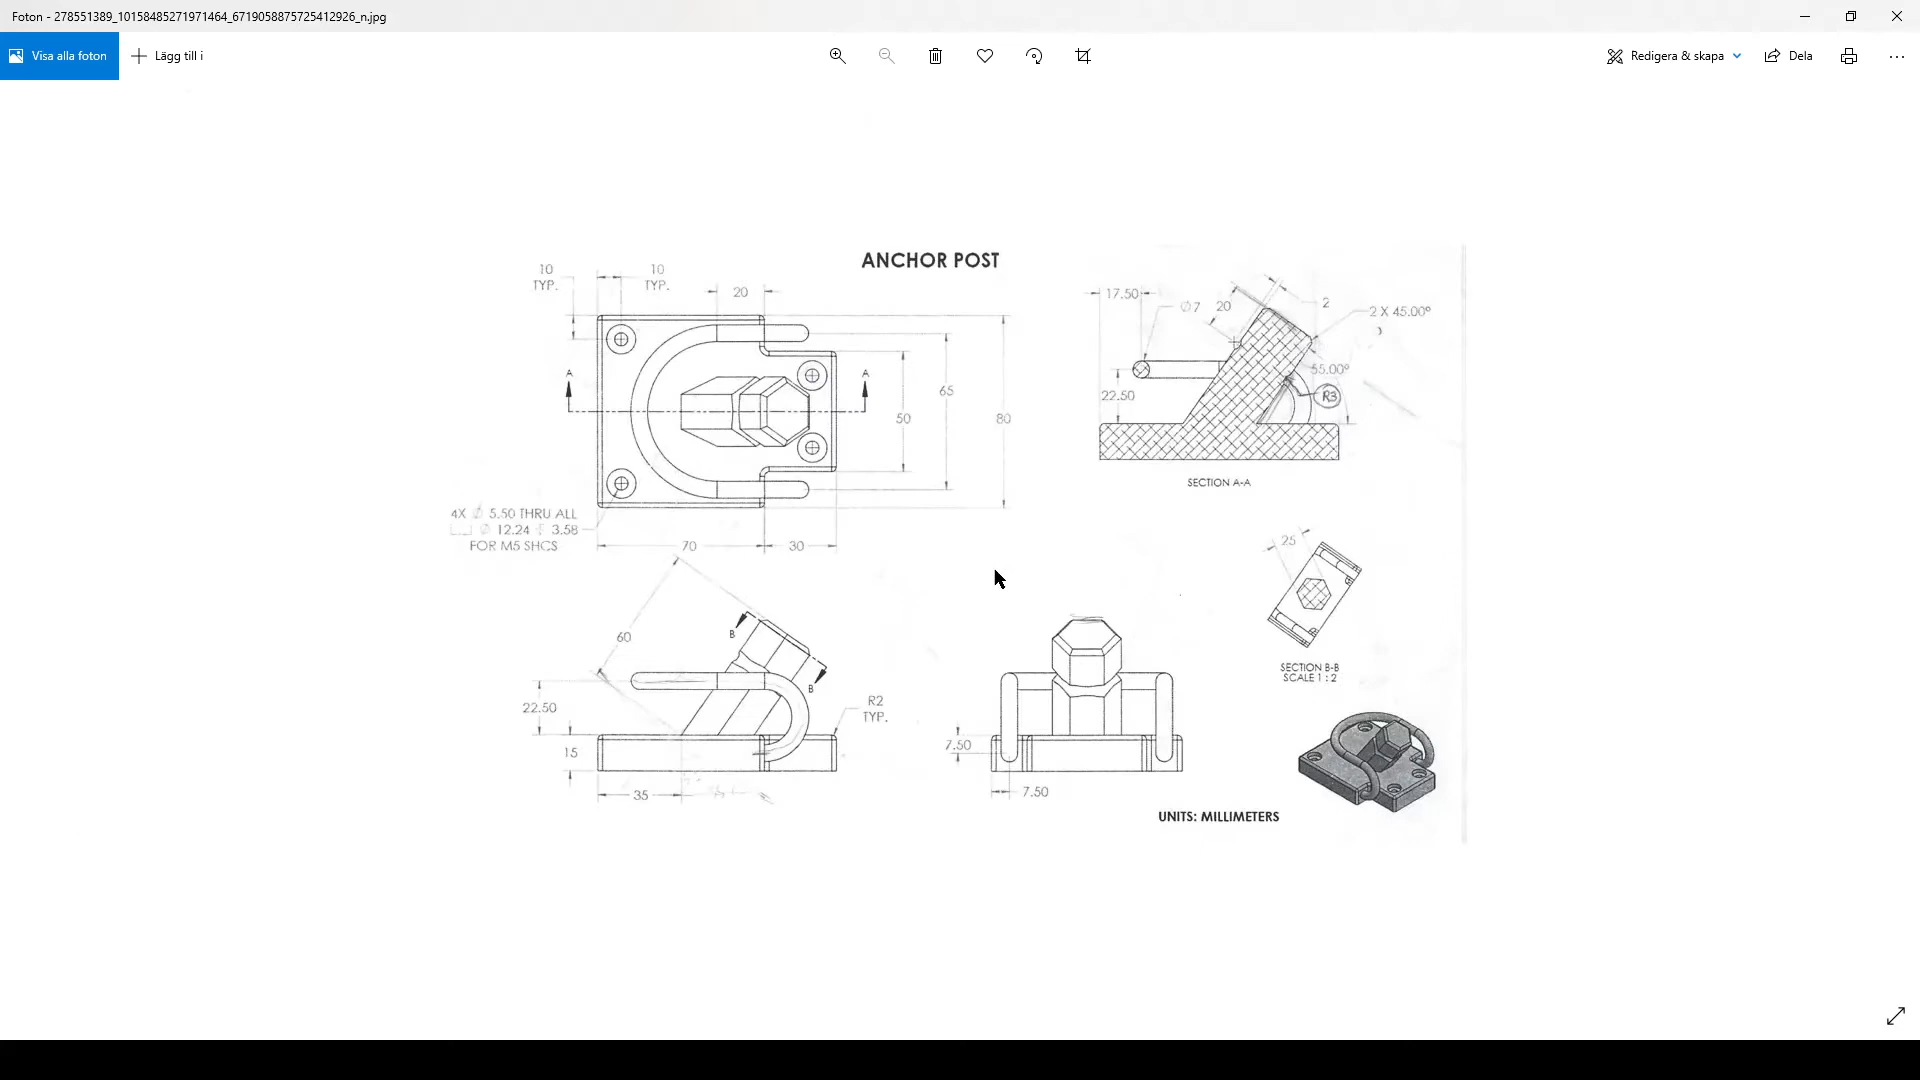 Foton - 278551389_10158485271971464_6719058875725412926_n.jpg
Visa alla foton
Lägg till i
Redigera & skapa
Dela
ANCHOR POST
10
TYP.
10
TYP.
20
A
A
50
65
80
4X Ø 5.50 THRU ALL
Ø 12.24 3.58
FOR M5 SHCS
70
30
17.50
Ø7
20
2
2 X 45.00°
55.00°
R3
22.50
SECTION A-A
60
B
B
22.50
15
35
R2
TYP.
7.50
7.50
25
SECTION B-B
SCALE 1 : 2
UNITS: MILLIMETERS